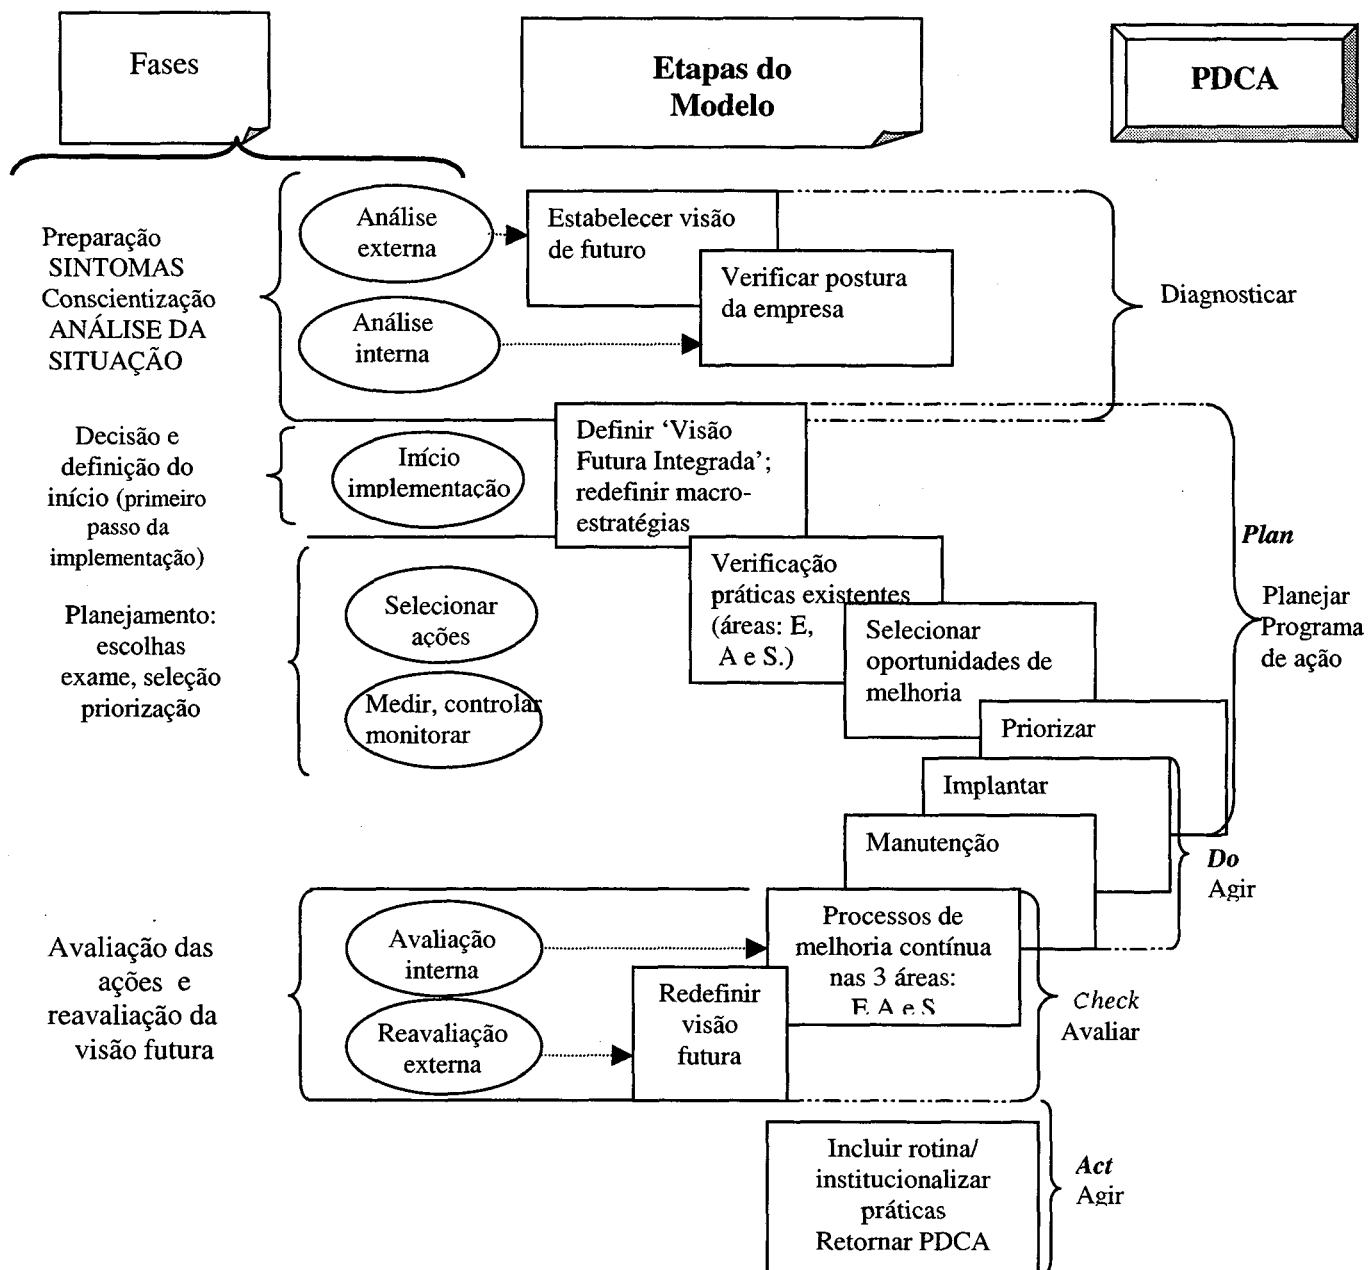 Fases
Etapas do
Modelo
PDCA
Preparação
SINTOMAS
Conscientização
ANÁLISE DA
SITUAÇÃO
Análise
externa
Análise
interna
Estabelecer visão
de futuro
Verificar postura
da empresa
Diagnosticar
Decisão e
definição do
início (primeiro
passo da
implementação)
Início
implementação
Definir ‘Visão
Futura Integrada’;
redefinir macro-
estratégias
Planejamento:
escolhas
exame, seleção
priorização
Selecionar
ações
Medir, controlar
monitorar
Verificação
práticas existentes
(áreas: E,
A e S.)
Selecionar
oportunidades de
melhoria
Priorizar
Plan
Planejar
Programa
de ação
Implantar
Manutenção
Do
Agir
Avaliação das
ações e
reavaliação da
visão futura
Avaliação
interna
Reavaliação
externa
Processos de
melhoria contínua
nas 3 áreas:
E A e S
Redefinir
visão
futura
Check
Avaliar
Incluir rotina/
institucionalizar
práticas
Retornar PDCA
Act
Agir